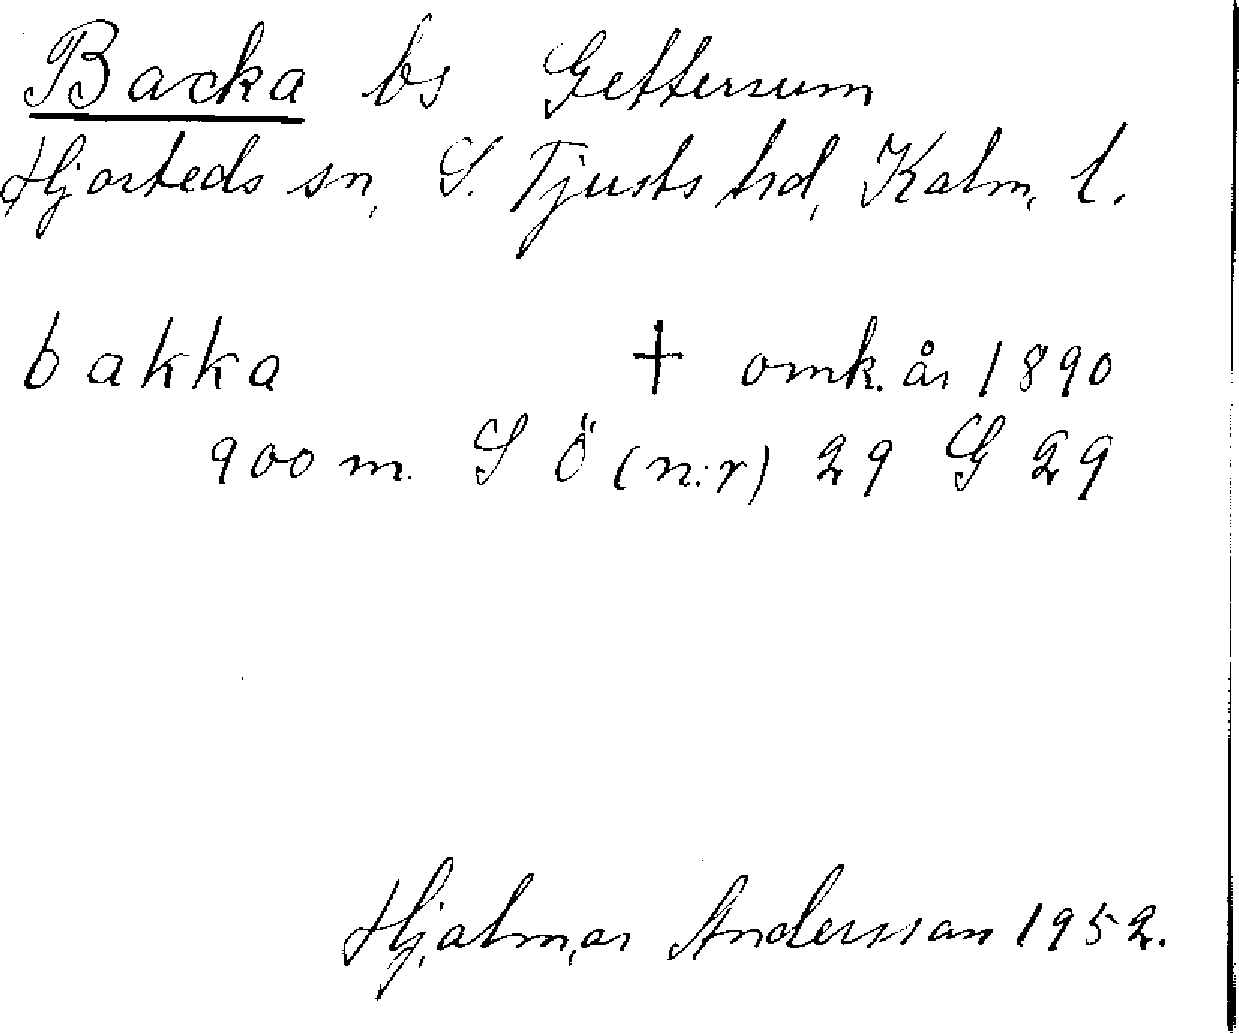 Backa bs Gettersum
Hjorteds sn, S. Tjusts hd, Kalm, l.
bakka † omk. år 1890
900 m. S Ö (n:r) 29 G 29
Hjalmar Andersson 1952.